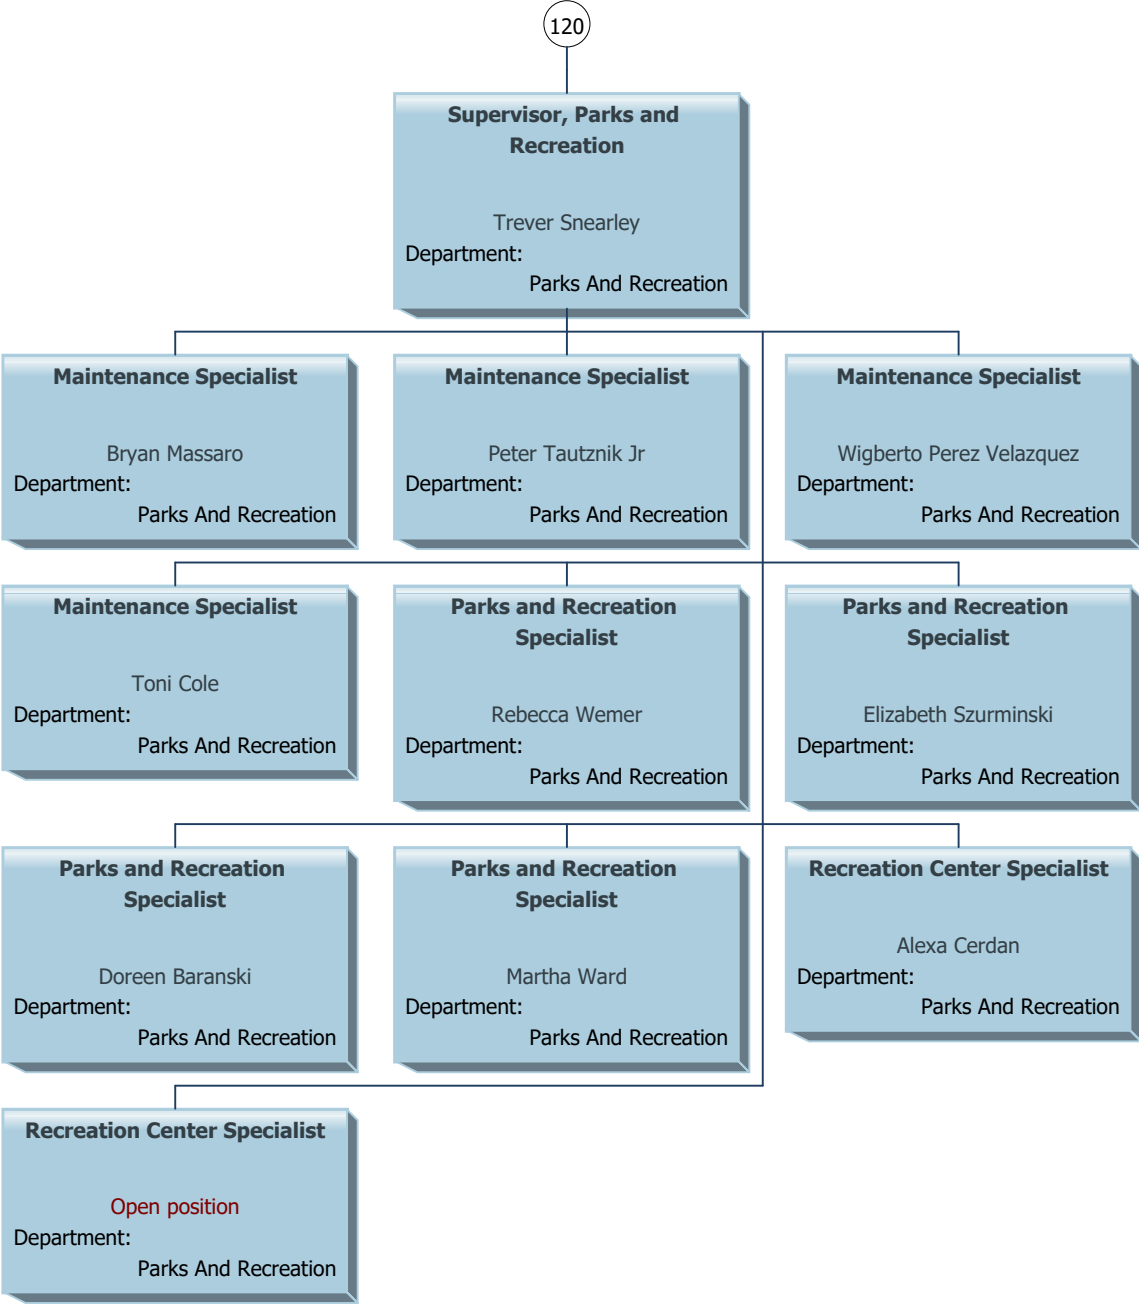 120
Supervisor, Parks and
Recreation
Trever Snearley
Department:
Parks And Recreation
Maintenance Specialist
Bryan Massaro
Department:
Parks And Recreation
Maintenance Specialist
Peter Tautznik Jr
Department:
Parks And Recreation
Maintenance Specialist
Wigberto Perez Velazquez
Department:
Parks And Recreation
Maintenance Specialist
Toni Cole
Department:
Parks And Recreation
Parks and Recreation
Specialist
Rebecca Wemer
Department:
Parks And Recreation
Parks and Recreation
Specialist
Elizabeth Szurminski
Department:
Parks And Recreation
Parks and Recreation
Specialist
Doreen Baranski
Department:
Parks And Recreation
Parks and Recreation
Specialist
Martha Ward
Department:
Parks And Recreation
Recreation Center Specialist
Alexa Cerdan
Department:
Parks And Recreation
Recreation Center Specialist
Open position
Department:
Parks And Recreation